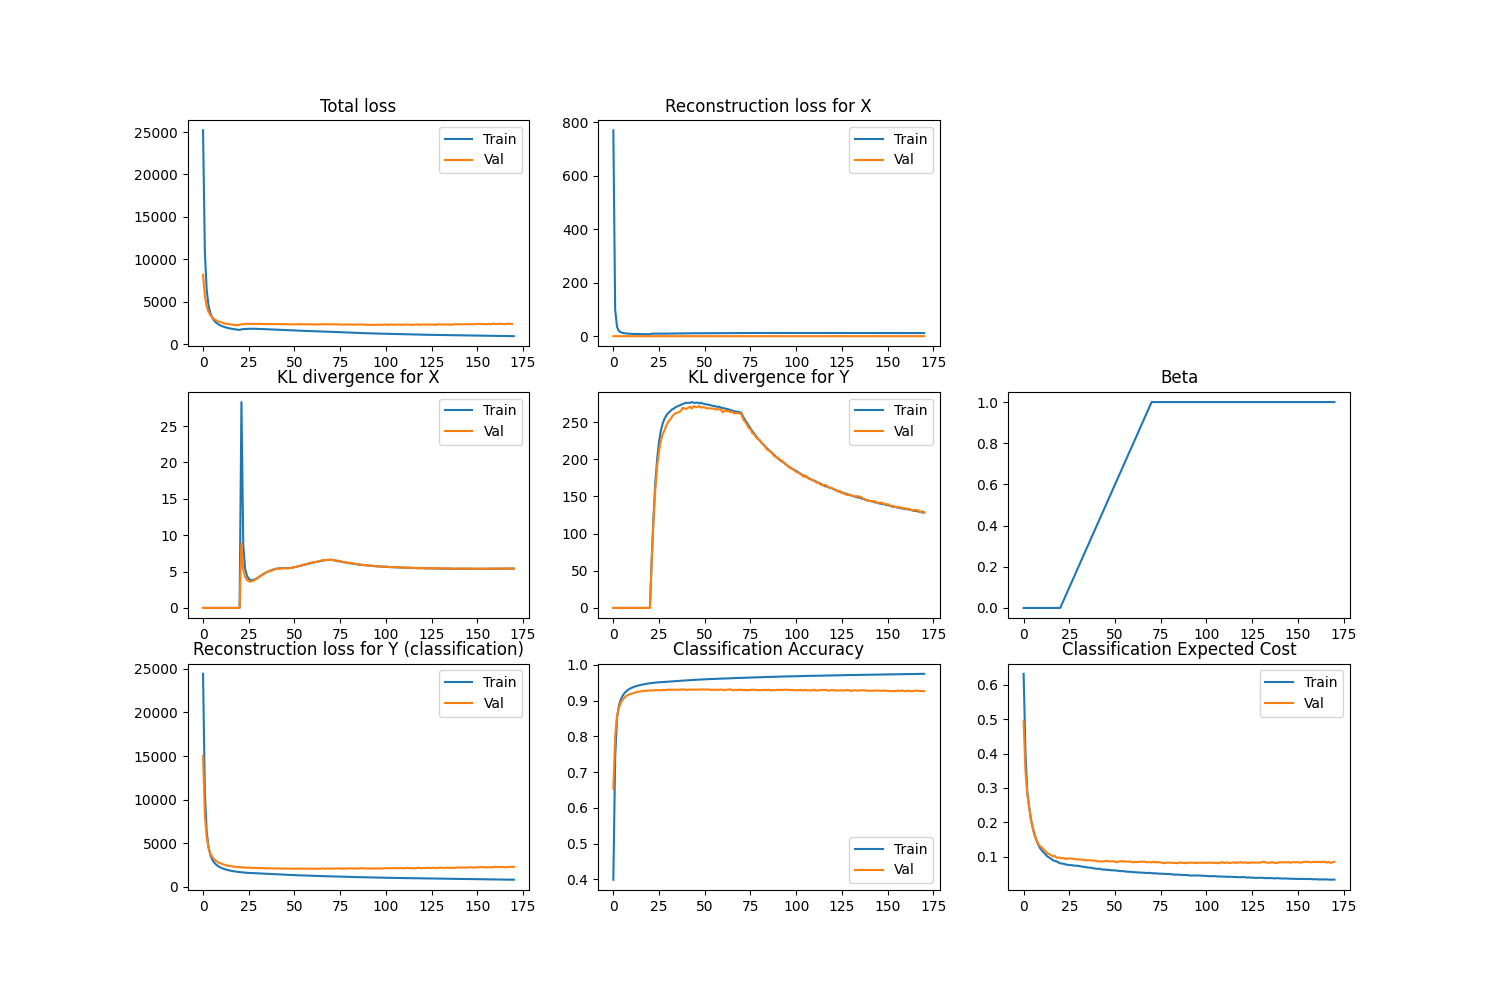 Total loss
25000
20000
15000
10000
5000
0
Train
Val
0 25 50 75 100 125 150 175
Reconstruction loss for X
800
600
400
200
0
Train
Val
0 25 50 75 100 125 150 175
KL divergence for X
25
20
15
10
5
0
Train
Val
0 25 50 75 100 125 150 175
KL divergence for Y
250
200
150
100
50
0
Train
Val
0 25 50 75 100 125 150 175
Beta
1.0
0.8
0.6
0.4
0.2
0.0
0 25 50 75 100 125 150 175
Reconstruction loss for Y (classification)
25000
20000
15000
10000
5000
0
Train
Val
0 25 50 75 100 125 150 175
Classification Accuracy
1.0
0.9
0.8
0.7
0.6
0.5
0.4
Train
Val
0 25 50 75 100 125 150 175
Classification Expected Cost
0.6
0.5
0.4
0.3
0.2
0.1
Train
Val
0 25 50 75 100 125 150 175